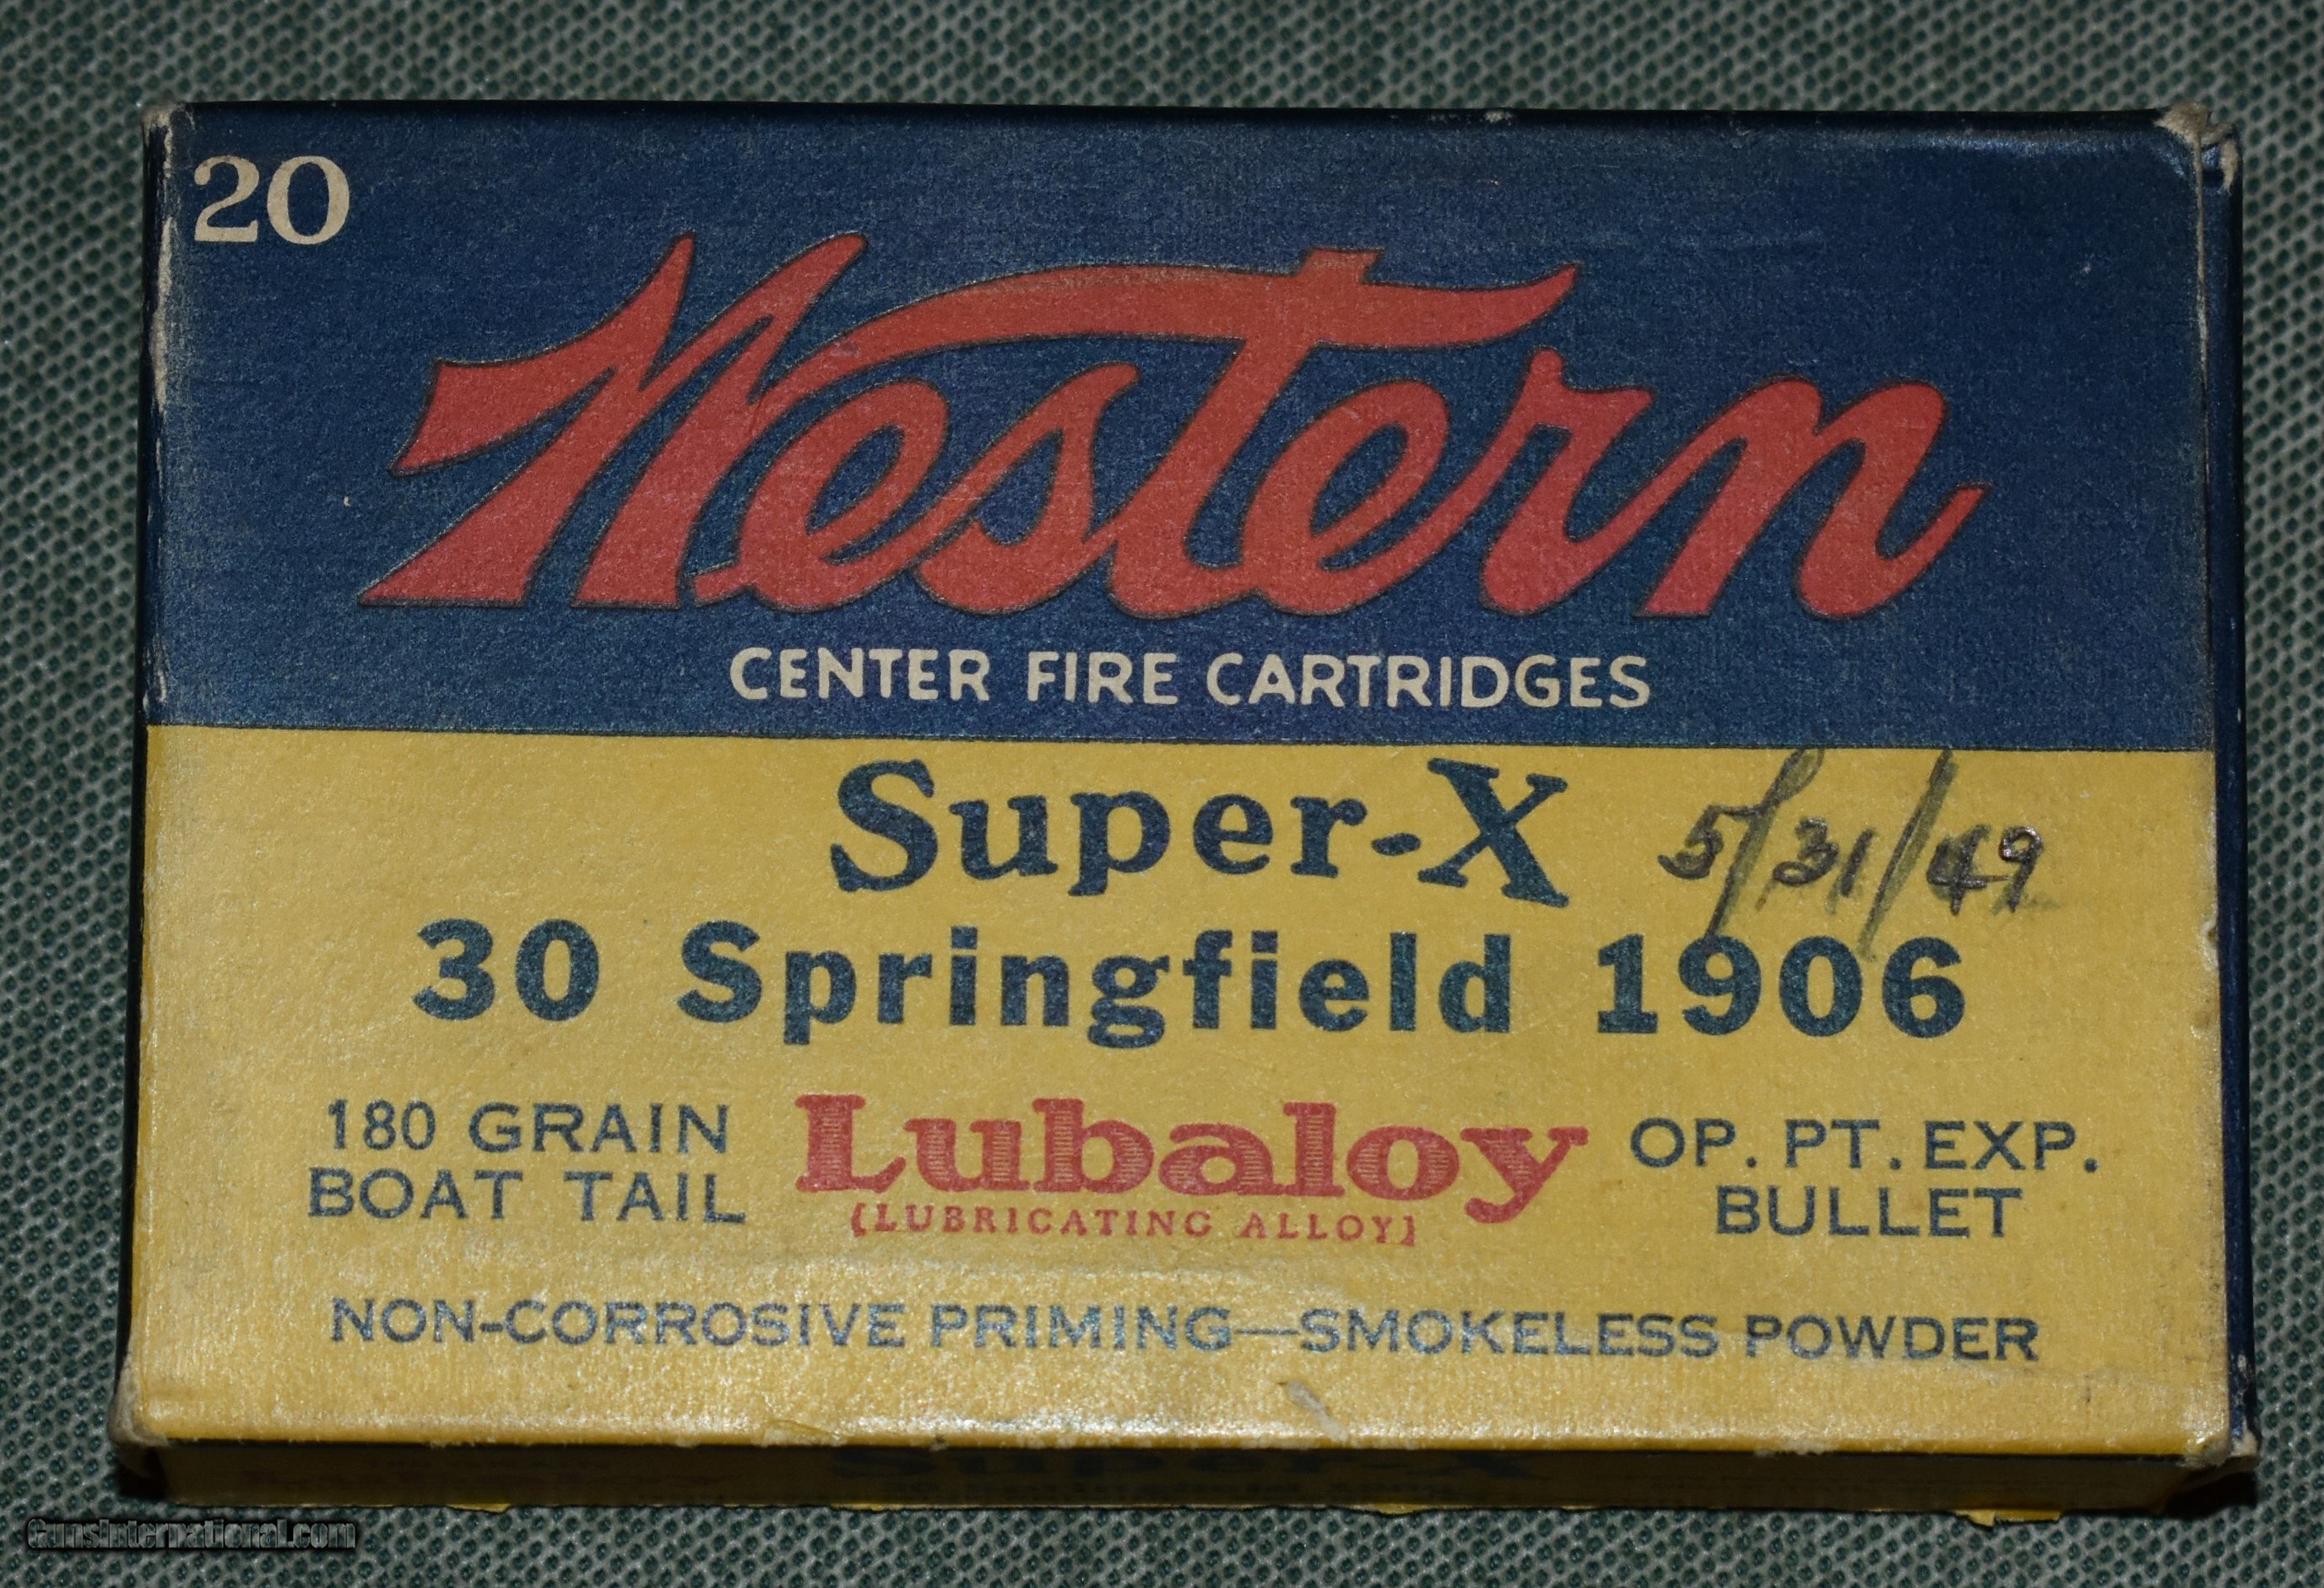 20
Western
CENTER FIRE CARTRIDGES
Super-X 5/31/49
30 Springfield 1906
180 GRAIN
BOAT TAIL
Lubaloy
(LUBRICATING ALLOY)
OP. PT. EXP.
BULLET
NON-CORROSIVE PRIMING—SMOKELESS POWDER
Super-X
GunsInternational.com